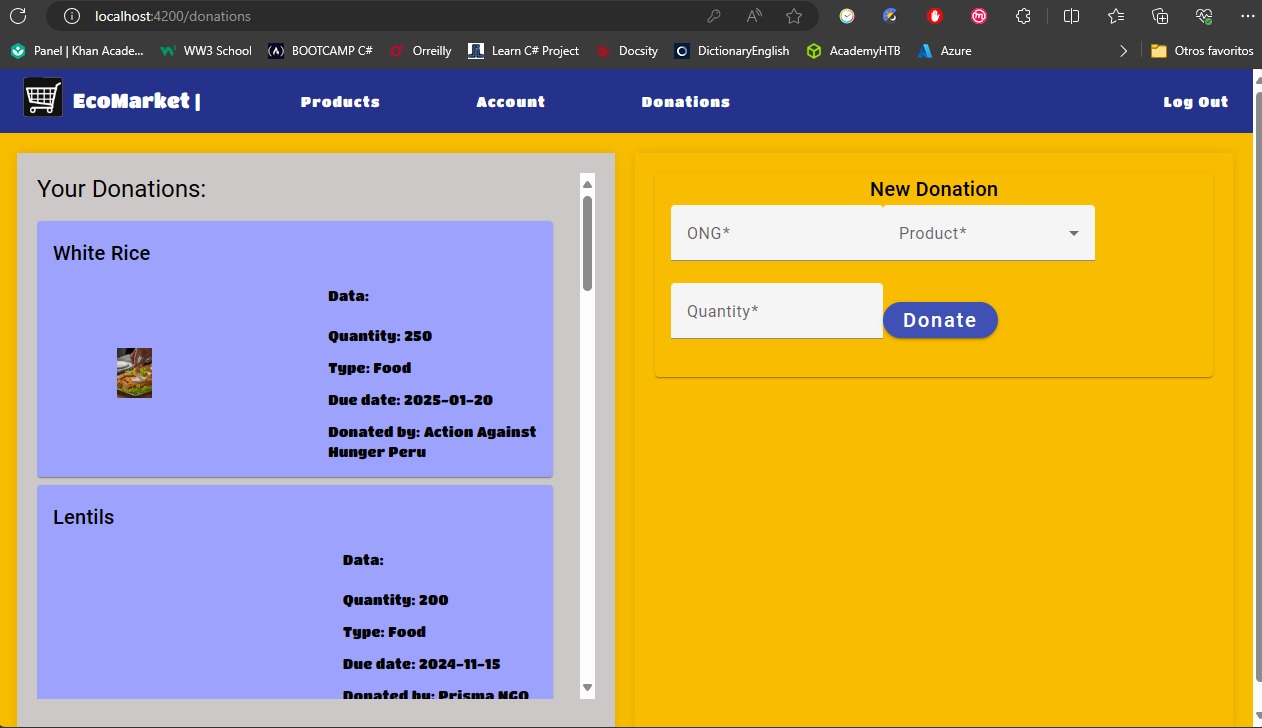 localhost:4200/donations
Panel | Khan Acade... WW3 School BOOTCAMP C# Orreilly Learn C# Project Docsity DictionaryEnglish AcademyHTB Azure Otros favoritos
EcoMarket | Products Account Donations Log Out
Your Donations:
White Rice
Data:
Quantity: 250
Type: Food
Due date: 2025-01-20
Donated by: Action Against
Hunger Peru
Lentils
Data:
Quantity: 200
Type: Food
Due date: 2024-11-15
Donated by: Prisma NGO
New Donation
ONG* Product*
Quantity* Donate